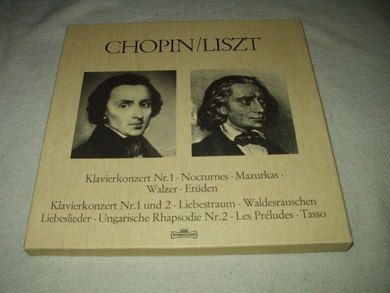 CHOPIN/LISZT
Klavierkonzert Nr.1 · Nocturnes · Mazurkas ·
Walzer · Etüden
Klavierkonzert Nr.1 und 2 · Liebestraum · Waldesrauschen
Liebeslieder · Ungarische Rhapsodie Nr.2 · Les Préludes · Tasso